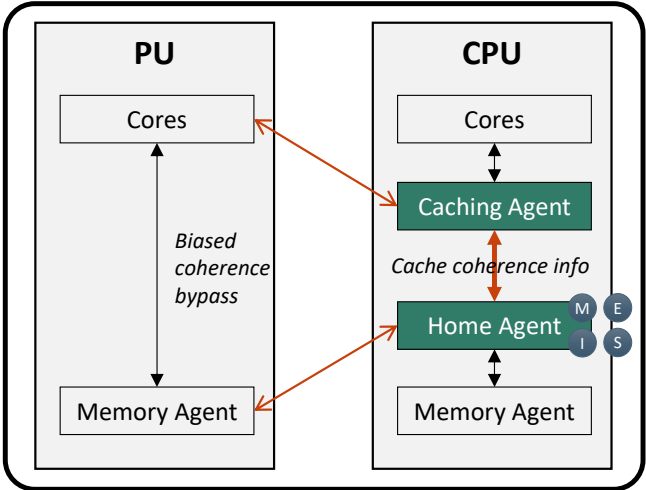 PU
Cores
Biased
coherence
bypass
Memory Agent
CPU
Cores
Caching Agent
Cache coherence info
Home Agent
M
E
I
S
Memory Agent